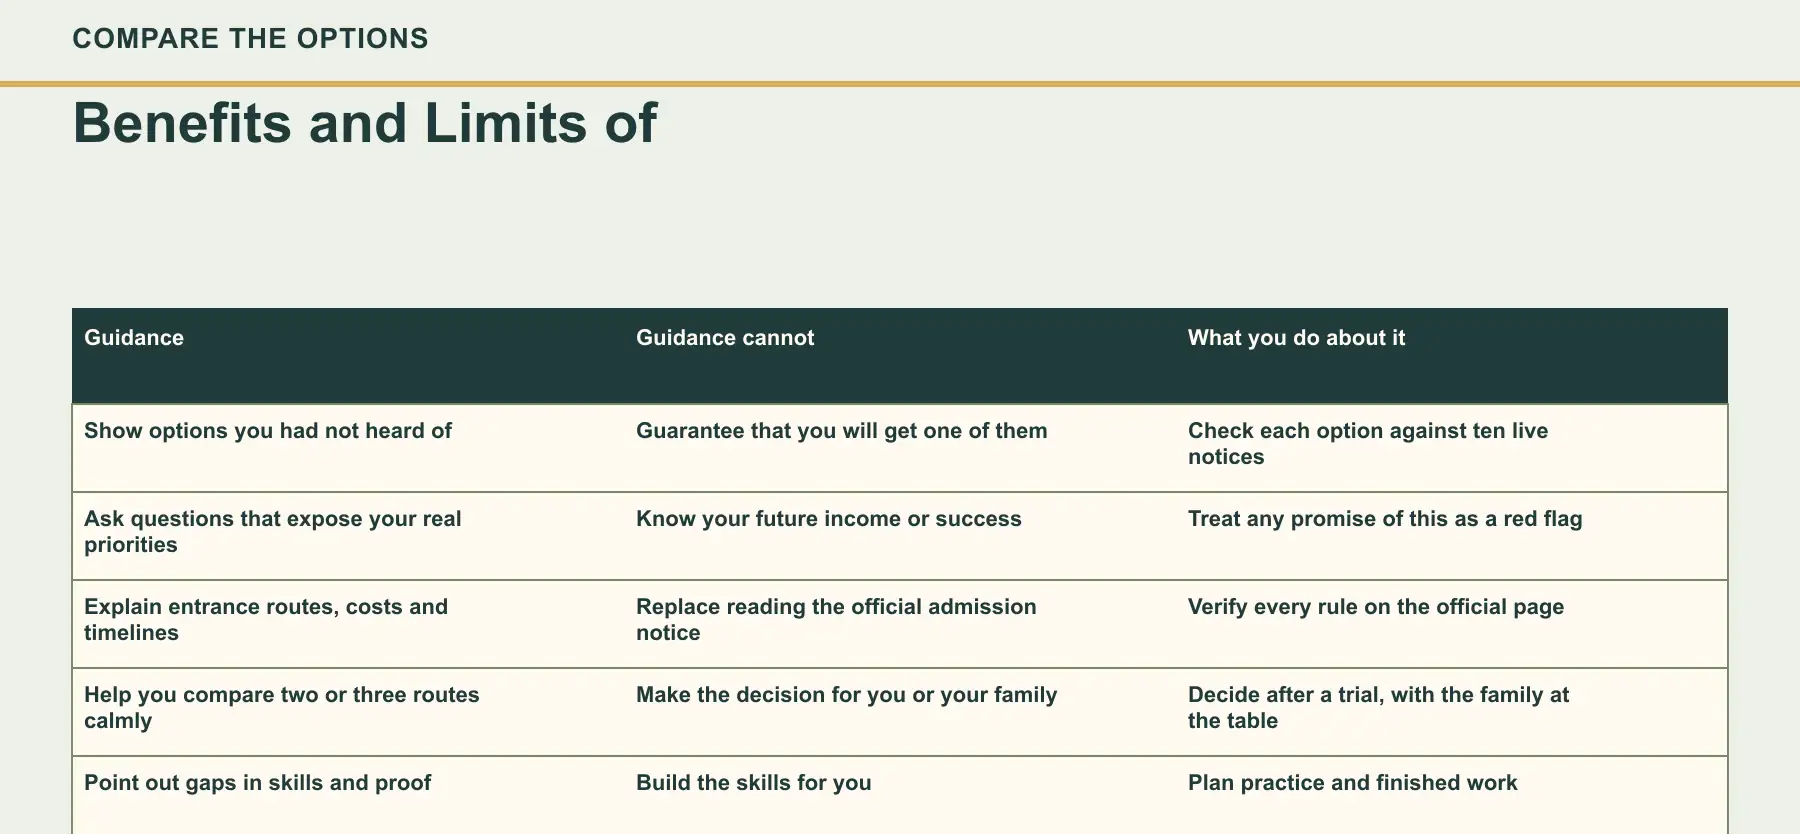 COMPARE THE OPTIONS
Benefits and Limits of
Guidance
Guidance cannot
What you do about it
Show options you had not heard of
Guarantee that you will get one of them
Check each option against ten live
notices
Ask questions that expose your real
priorities
Know your future income or success
Treat any promise of this as a red flag
Explain entrance routes, costs and
timelines
Replace reading the official admission
notice
Verify every rule on the official page
Help you compare two or three routes
calmly
Make the decision for you or your family
Decide after a trial, with the family at
the table
Point out gaps in skills and proof
Build the skills for you
Plan practice and finished work